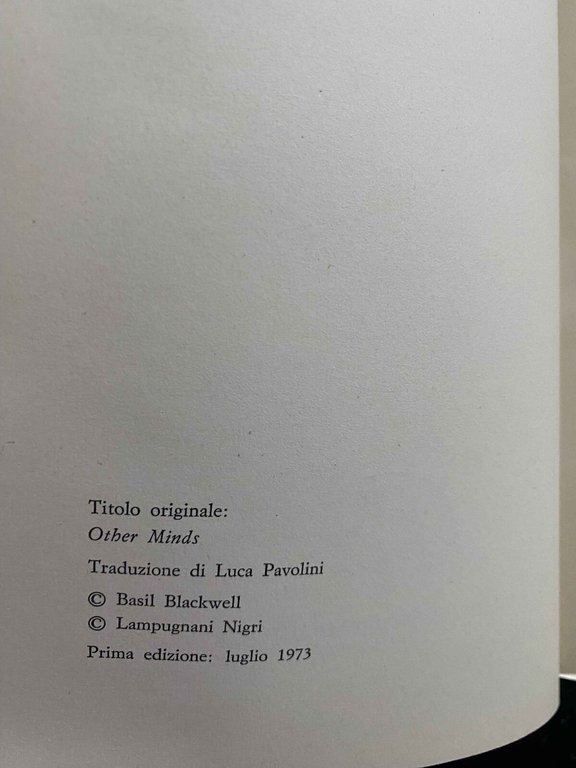 Titolo originale:
Other Minds
Traduzione di Luca Pavolini
© Basil Blackwell
© Lampugnani Nigri
Prima edizione: luglio 1973